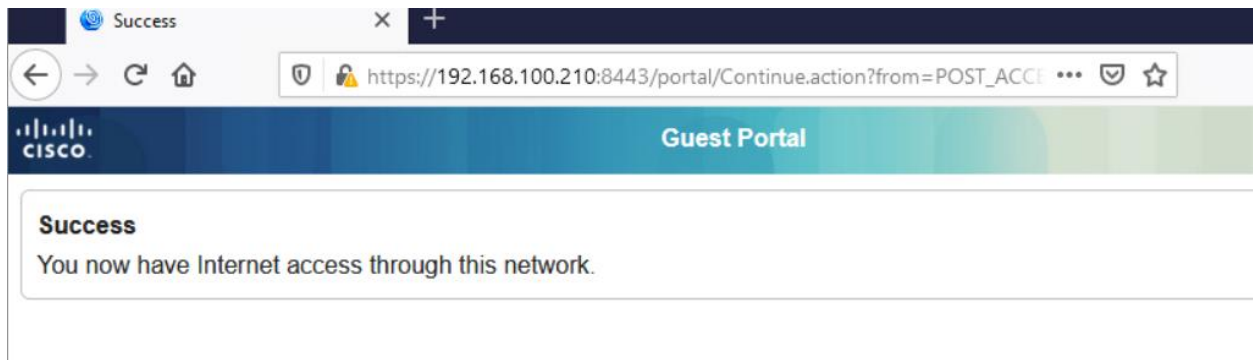 Success
https://192.168.100.210:8443/portal/Continue.action?from=POST_ACCE
CISCO
Guest Portal
Success
You now have Internet access through this network.